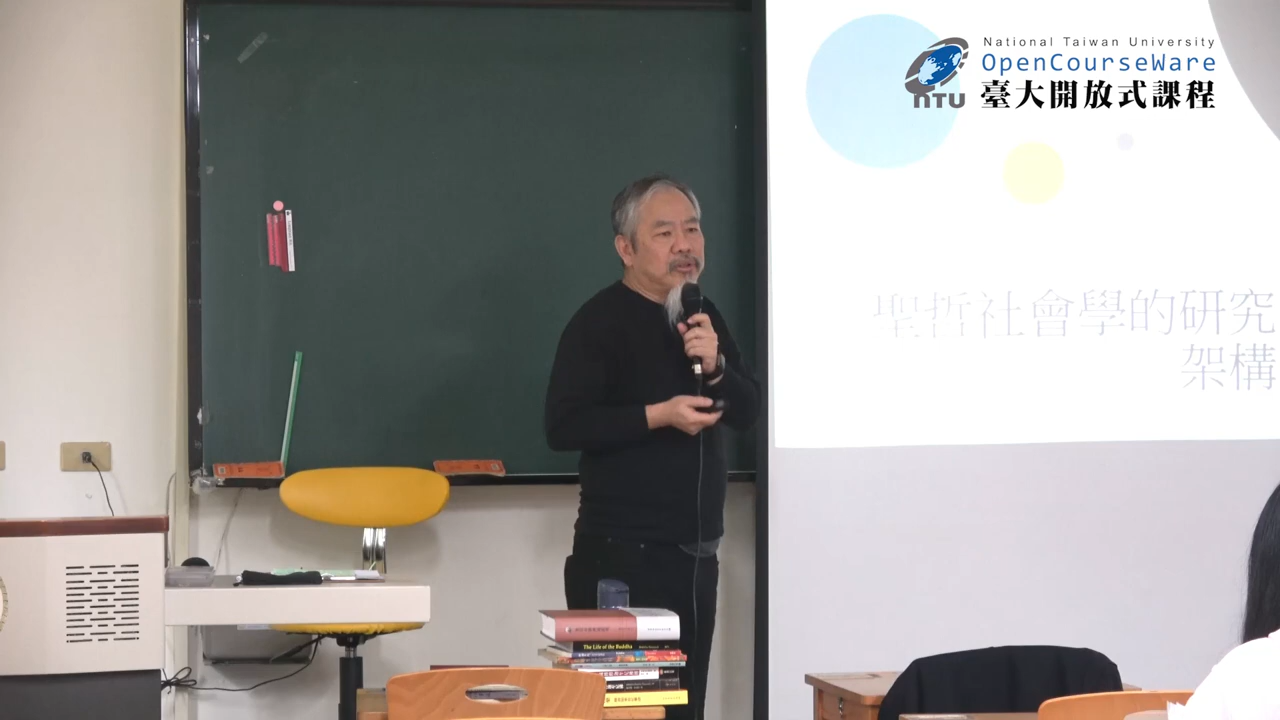 National Taiwan University
OpenCourseWare
NTU
臺大開放式課程
聖哲社會學的研究
架構
The Life of the Buddha